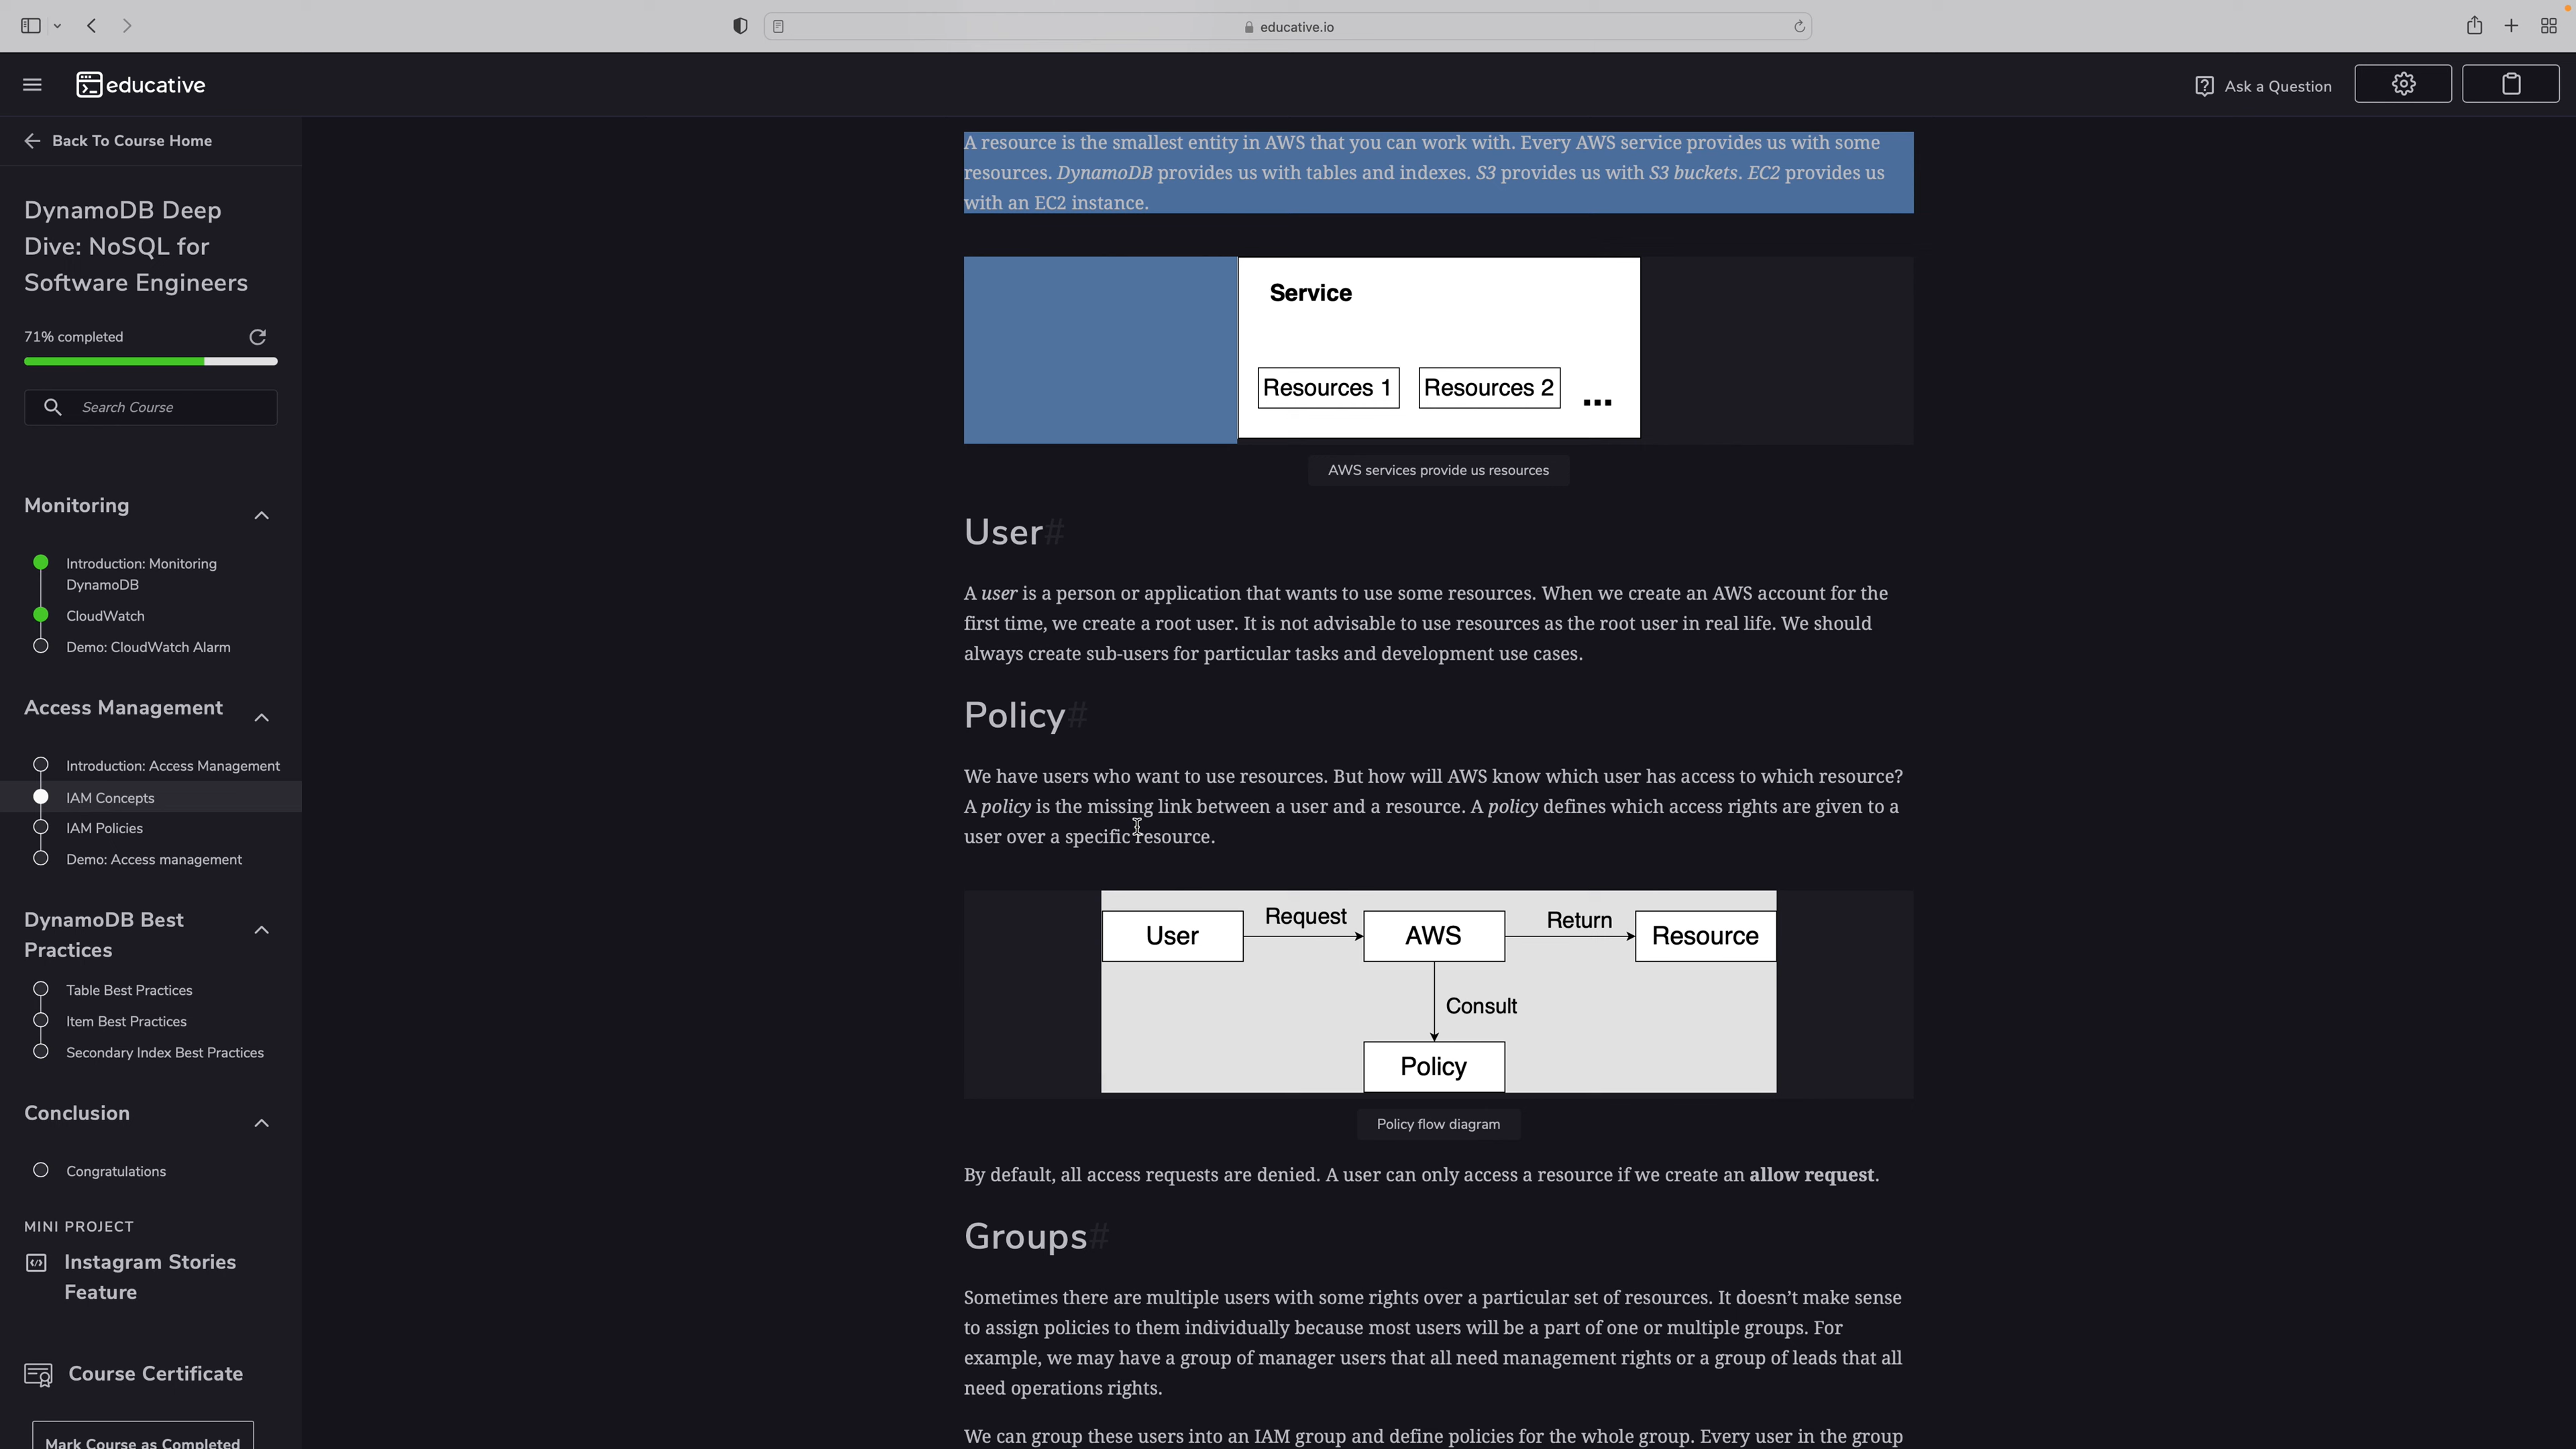 educative.io
educative
Ask a Question
Back To Course Home
DynamoDB Deep
Dive: NoSQL for
Software Engineers
71% completed
Search Course
Monitoring
Introduction: Monitoring
DynamoDB
CloudWatch
Demo: CloudWatch Alarm
Access Management
Introduction: Access Management
IAM Concepts
IAM Policies
Demo: Access management
DynamoDB Best
Practices
Table Best Practices
Item Best Practices
Secondary Index Best Practices
Conclusion
Congratulations
MINI PROJECT
Instagram Stories
Feature
Course Certificate
Mark Course as Completed
A resource is the smallest entity in AWS that you can work with. Every AWS service provides us with some
resources. DynamoDB provides us with tables and indexes. S3 provides us with S3 buckets. EC2 provides us
with an EC2 instance.
Service
Resources 1 Resources 2 ...
AWS services provide us resources
User#
A user is a person or application that wants to use some resources. When we create an AWS account for the
first time, we create a root user. It is not advisable to use resources as the root user in real life. We should
always create sub-users for particular tasks and development use cases.
Policy#
We have users who want to use resources. But how will AWS know which user has access to which resource?
A policy is the missing link between a user and a resource. A policy defines which access rights are given to a
user over a specific resource.
User Request AWS Return Resource
Consult
Policy
Policy flow diagram
By default, all access requests are denied. A user can only access a resource if we create an allow request.
Groups#
Sometimes there are multiple users with some rights over a particular set of resources. It doesn’t make sense
to assign policies to them individually because most users will be a part of one or multiple groups. For
example, we may have a group of manager users that all need management rights or a group of leads that all
need operations rights.
We can group these users into an IAM group and define policies for the whole group. Every user in the group